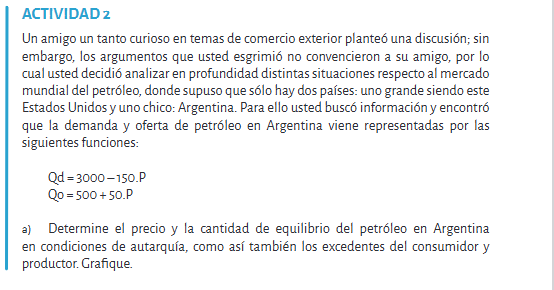 ACTIVIDAD 2
Un amigo un tanto curioso en temas de comercio exterior planteó una discusión; sin
embargo, los argumentos que usted esgrimió no convencieron a su amigo, por lo
cual usted decidió analizar en profundidad distintas situaciones respecto al mercado
mundial del petróleo, donde supuso que sólo hay dos países: uno grande siendo este
Estados Unidos y uno chico: Argentina. Para ello usted buscó información y encontró
que la demanda y oferta de petróleo en Argentina viene representadas por las
siguientes funciones:
Qd = 3000 – 150.P
Qo = 500 + 50.P
a) Determine el precio y la cantidad de equilibrio del petróleo en Argentina
en condiciones de autarquía, como así también los excedentes del consumidor y
productor. Grafique.